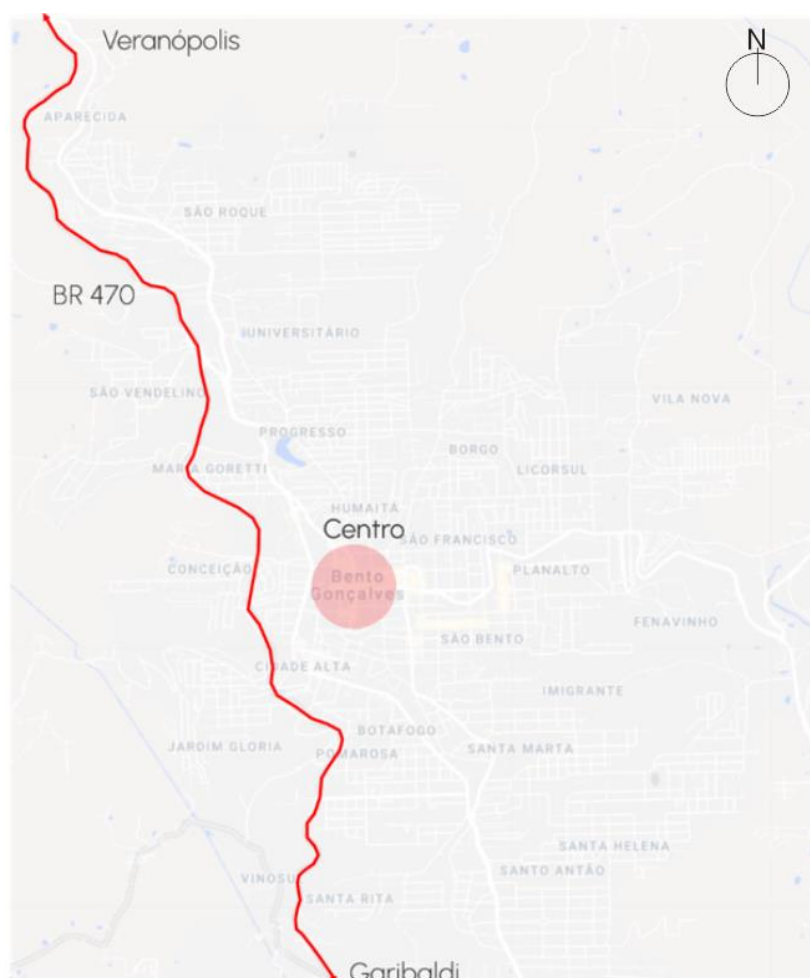 Veranópolis
N
APARECIDA
SÃO ROQUE
BR 470
UNIVERSITÁRIO
SÃO VENDELINO
VILA NOVA
PROGRESSO
BORGO
MARIA GORETTI
LICORSUL
HUMAITÁ
Centro
SÃO FRANCISCO
CONCEIÇÃO
Bento
Gonçalves
PLANALTO
FENAVINHO
SÃO BENTO
CIDADE ALTA
IMIGRANTE
BOTAFOGO
JARDIM GLORIA
POMAROSA
SANTA MARTA
SANTA HELENA
VINOSUL
SANTO ANTÃO
SANTA RITA
Garibaldi